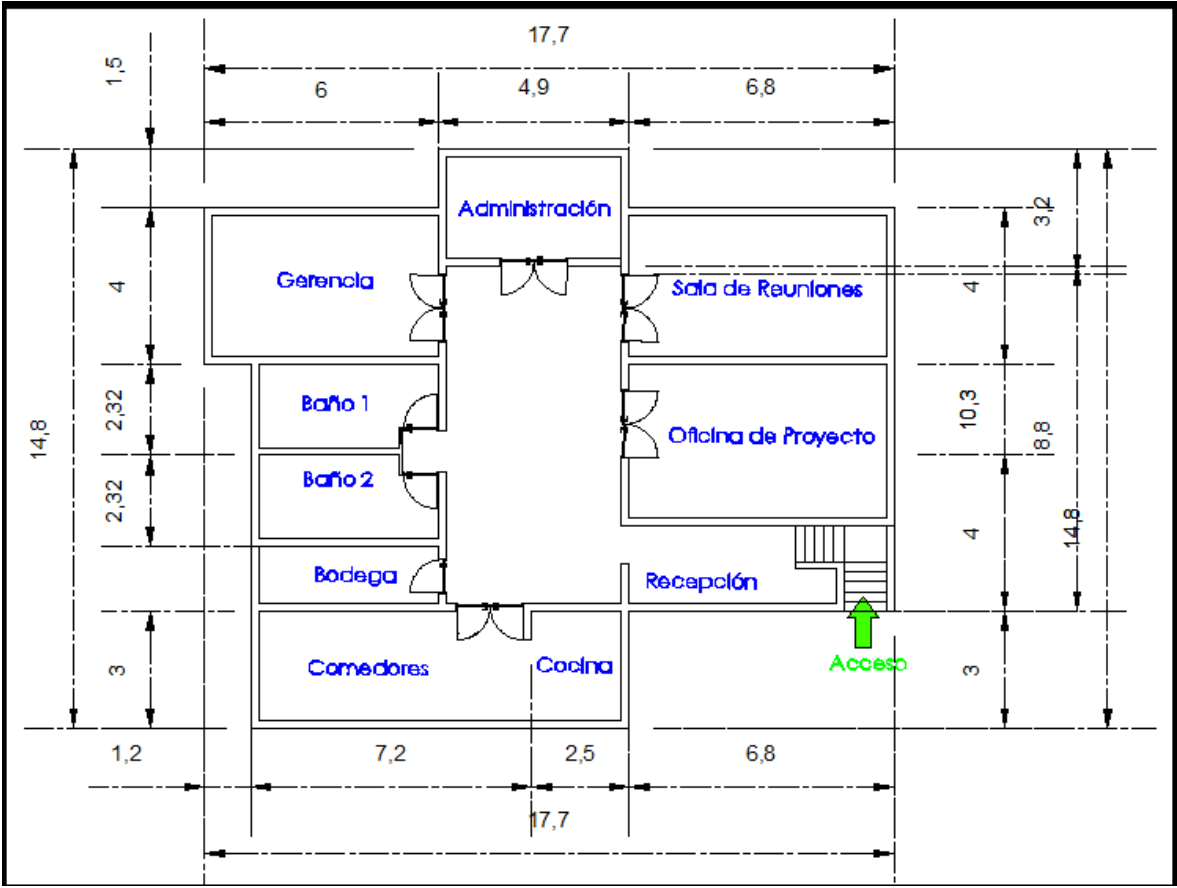 17,7
6
4,9
6,8
1,5
Administración
3,2
Gerencia
Sala de Reuniones
4
4
Baño 1
2,32
10,3
8,8
14,8
Oficina de Proyecto
Baño 2
2,32
4
14,8
Bodega
Recepción
Comedores
Cocina
Acceso
3
3
1,2
7,2
2,5
6,8
17,7